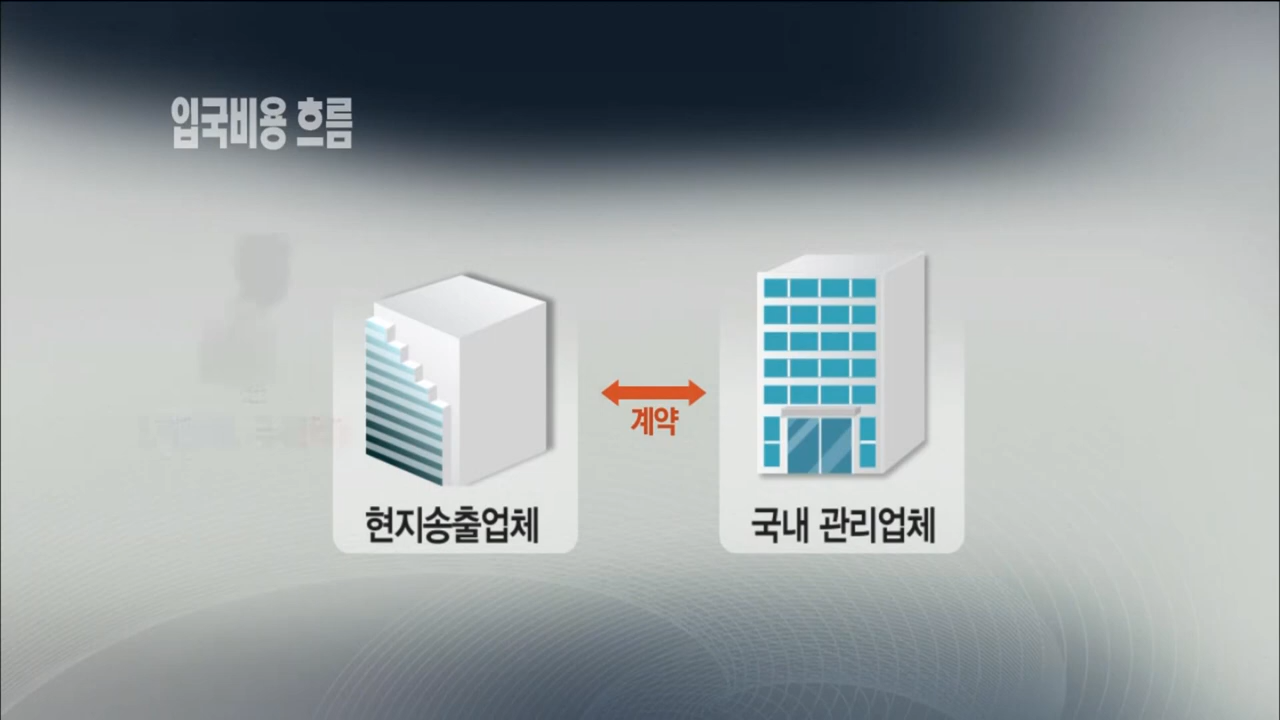 입국비용 흐름
계약
현지송출업체
국내 관리업체